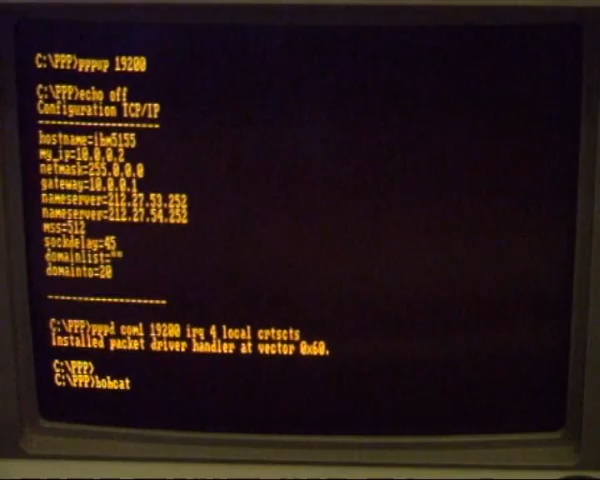 C:\PPP>pppup 19200
C:\PPP>echo off
Configuration TCP/IP
--------------------
hostname=ibm5155
my_ip=10.0.0.2
netmask=255.0.0.0
gateway=10.0.0.1
nameserver=212.27.53.252
nameserver=212.27.54.252
mss=512
sockdelay=45
domainlist=""
domainto=20
--------------------
C:\PPP>pppd com1 19200 irq 4 local crtscts
Installed packet driver handler at vector 0x60.
C:\PPP>
C:\PPP>bobcat